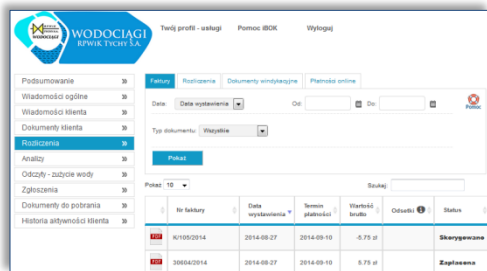 WODOCIĄGI
WODOCIĄGI
RPWiK TYCHY S.A.
Twój profil - usługi Pomoc iBOK Wyloguj
Podsumowanie »
Wiadomości ogólne »
Wiadomości klienta »
Dokumenty klienta »
Rozliczenia »
Analizy »
Odczyty - zużycie wody »
Zgłoszenia »
Dokumenty do pobrania »
Historia aktywności klienta »
Faktury Rozliczenia Dokumenty windykacyjne Płatności online
Data: Data wystawienia Od: Do:
Pomoc
Typ dokumentu: Wszystkie
Pokaż
Pokaż 10 Szukaj:
Nr faktury Data wystawienia Termin płatności Wartość brutto Odsetki Status
PDF K/105/2014 2014-08-27 2014-09-10 -5.75 zł Skorygowano
PDF 30604/2014 2014-08-27 2014-09-10 5.75 zł Zapłacona